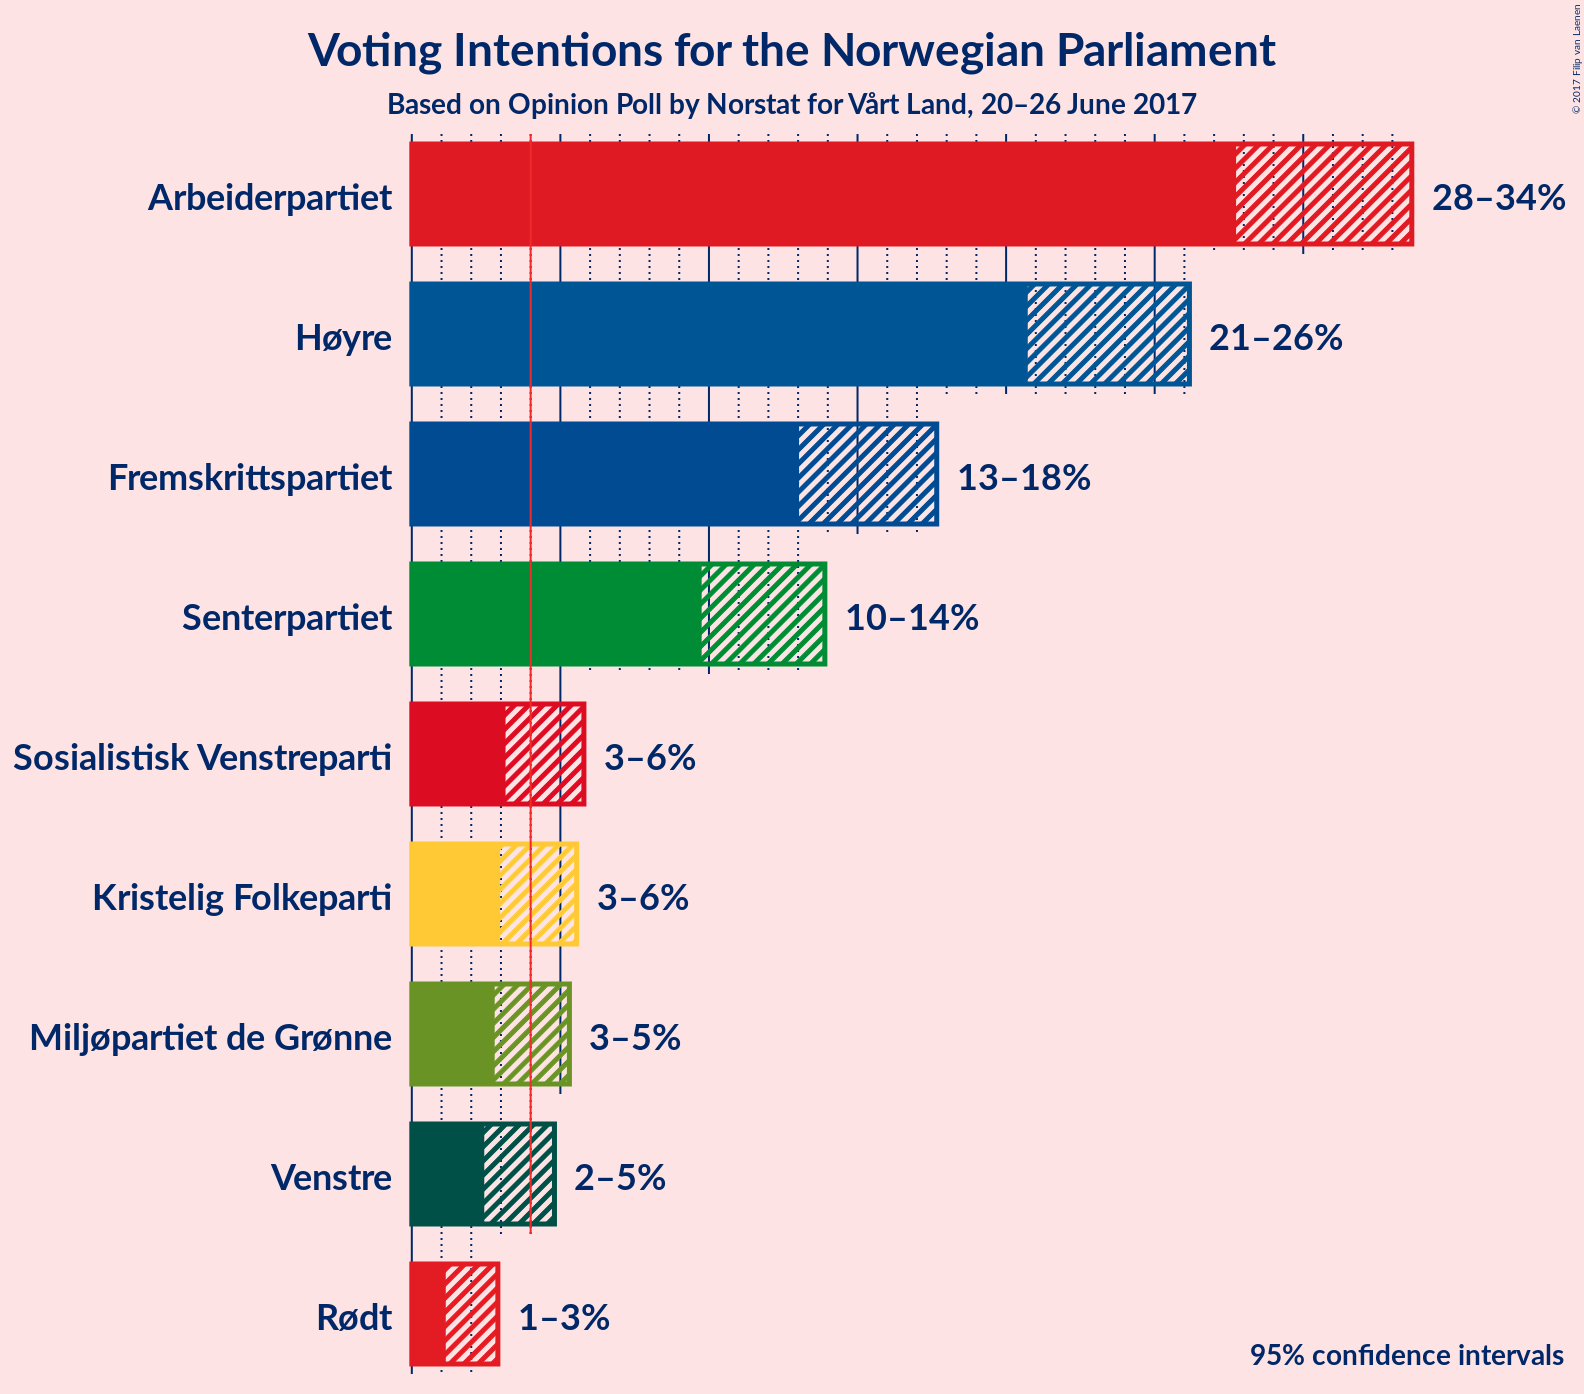 Voting Intentions for the Norwegian Parliament
Based on Opinion Poll by Norstat for Vårt Land, 20–26 June 2017
© 2017 Filip van Laenen
Arbeiderpartiet 28–34%
Høyre 21–26%
Fremskrittspartiet 13–18%
Senterpartiet 10–14%
Sosialistisk Venstreparti 3–6%
Kristelig Folkeparti 3–6%
Miljøpartiet de Grønne 3–5%
Venstre 2–5%
Rødt 1–3%
95% confidence intervals